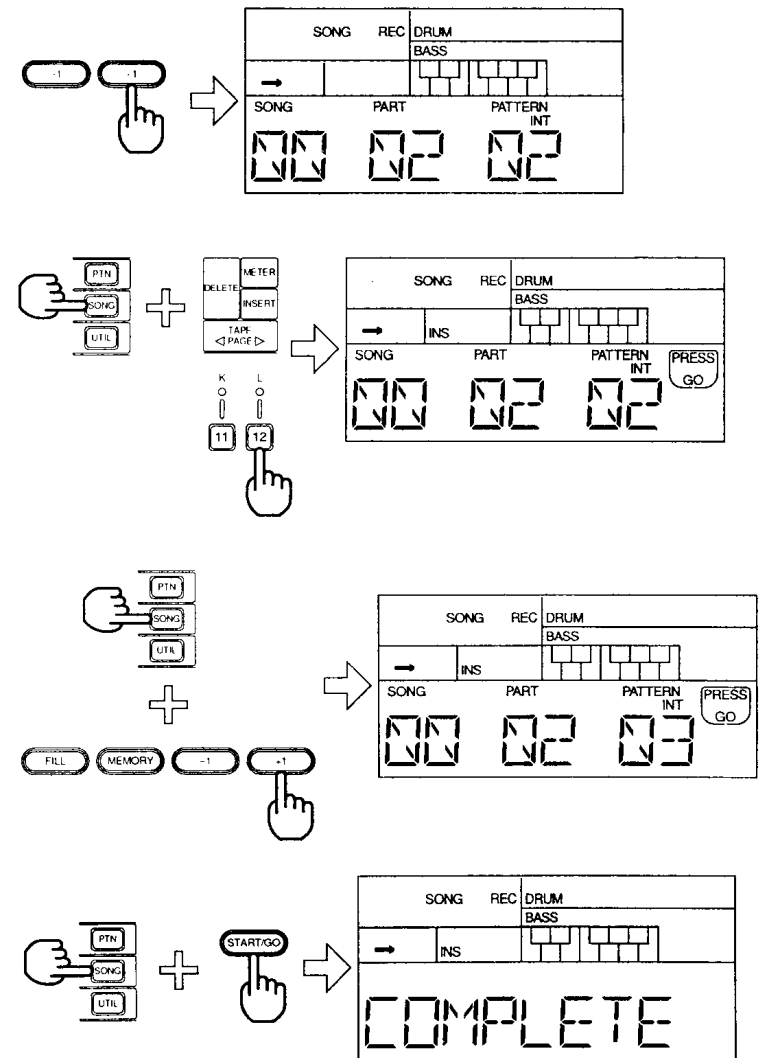 SONG REC DRUM
BASS
-1 +1
→
SONG PART PATTERN
INT
00 02 02
PTN
SONG
UTIL
DELETE METER
INSERT
TAPE
◁ PAGE ▷
K L
11 12
SONG REC DRUM
BASS
→ INS
SONG PART PATTERN
INT
PRESS
GO
00 02 02
PTN
SONG
UTIL
FILL MEMORY -1 +1
SONG REC DRUM
BASS
→ INS
SONG PART PATTERN
INT
PRESS
GO
00 02 03
PTN
SONG
UTIL
START/GO
SONG REC DRUM
BASS
→ INS
COMPLETE